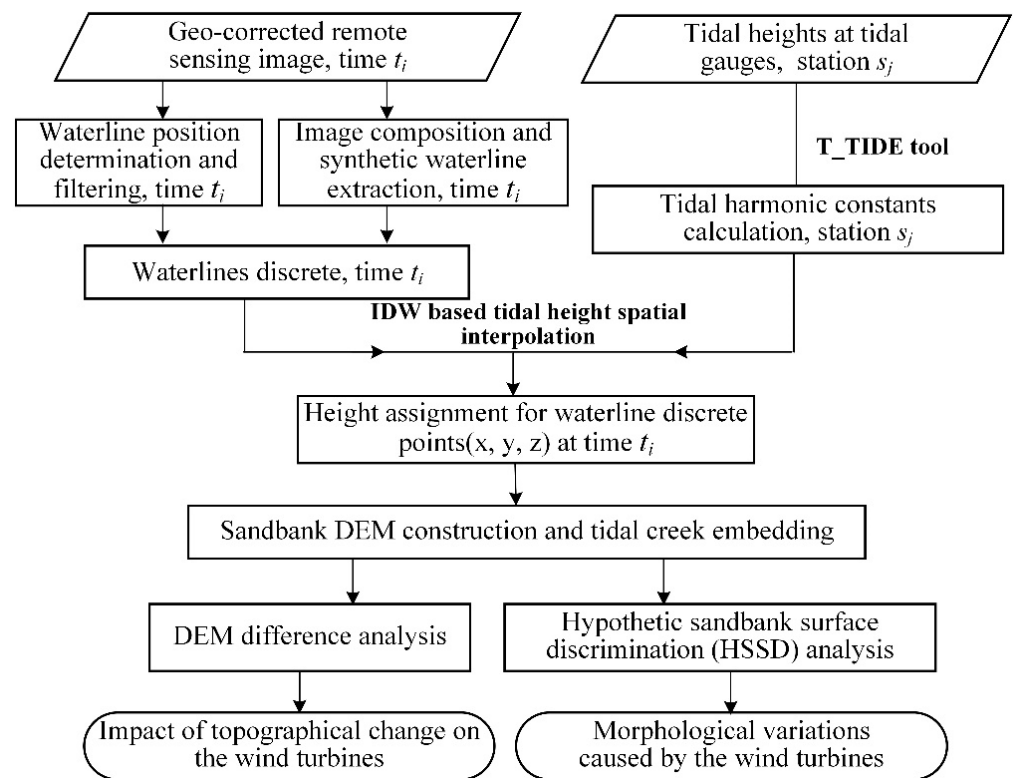 Geo-corrected remote
sensing image, time tᵢ
Tidal heights at tidal
gauges, station sⱼ
Waterline position
determination and
filtering, time tᵢ
Image composition and
synthetic waterline
extraction, time tᵢ
T_TIDE tool
Tidal harmonic constants
calculation, station sⱼ
Waterlines discrete, time tᵢ
IDW based tidal height spatial
interpolation
Height assignment for waterline discrete
points(x, y, z) at time tᵢ
Sandbank DEM construction and tidal creek embedding
DEM difference analysis
Hypothetic sandbank surface
discrimination (HSSD) analysis
Impact of topographical change on
the wind turbines
Morphological variations
caused by the wind turbines